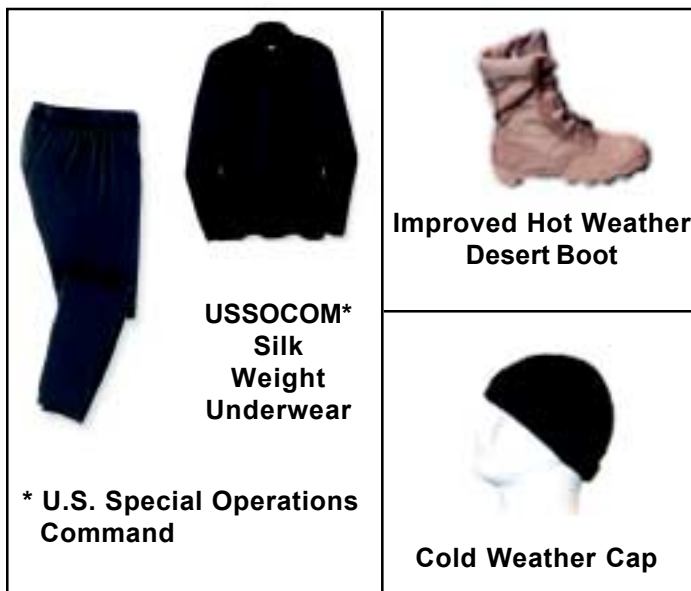 USSOCOM*
Silk
Weight
Underwear
* U.S. Special Operations
Command
Improved Hot Weather
Desert Boot
Cold Weather Cap